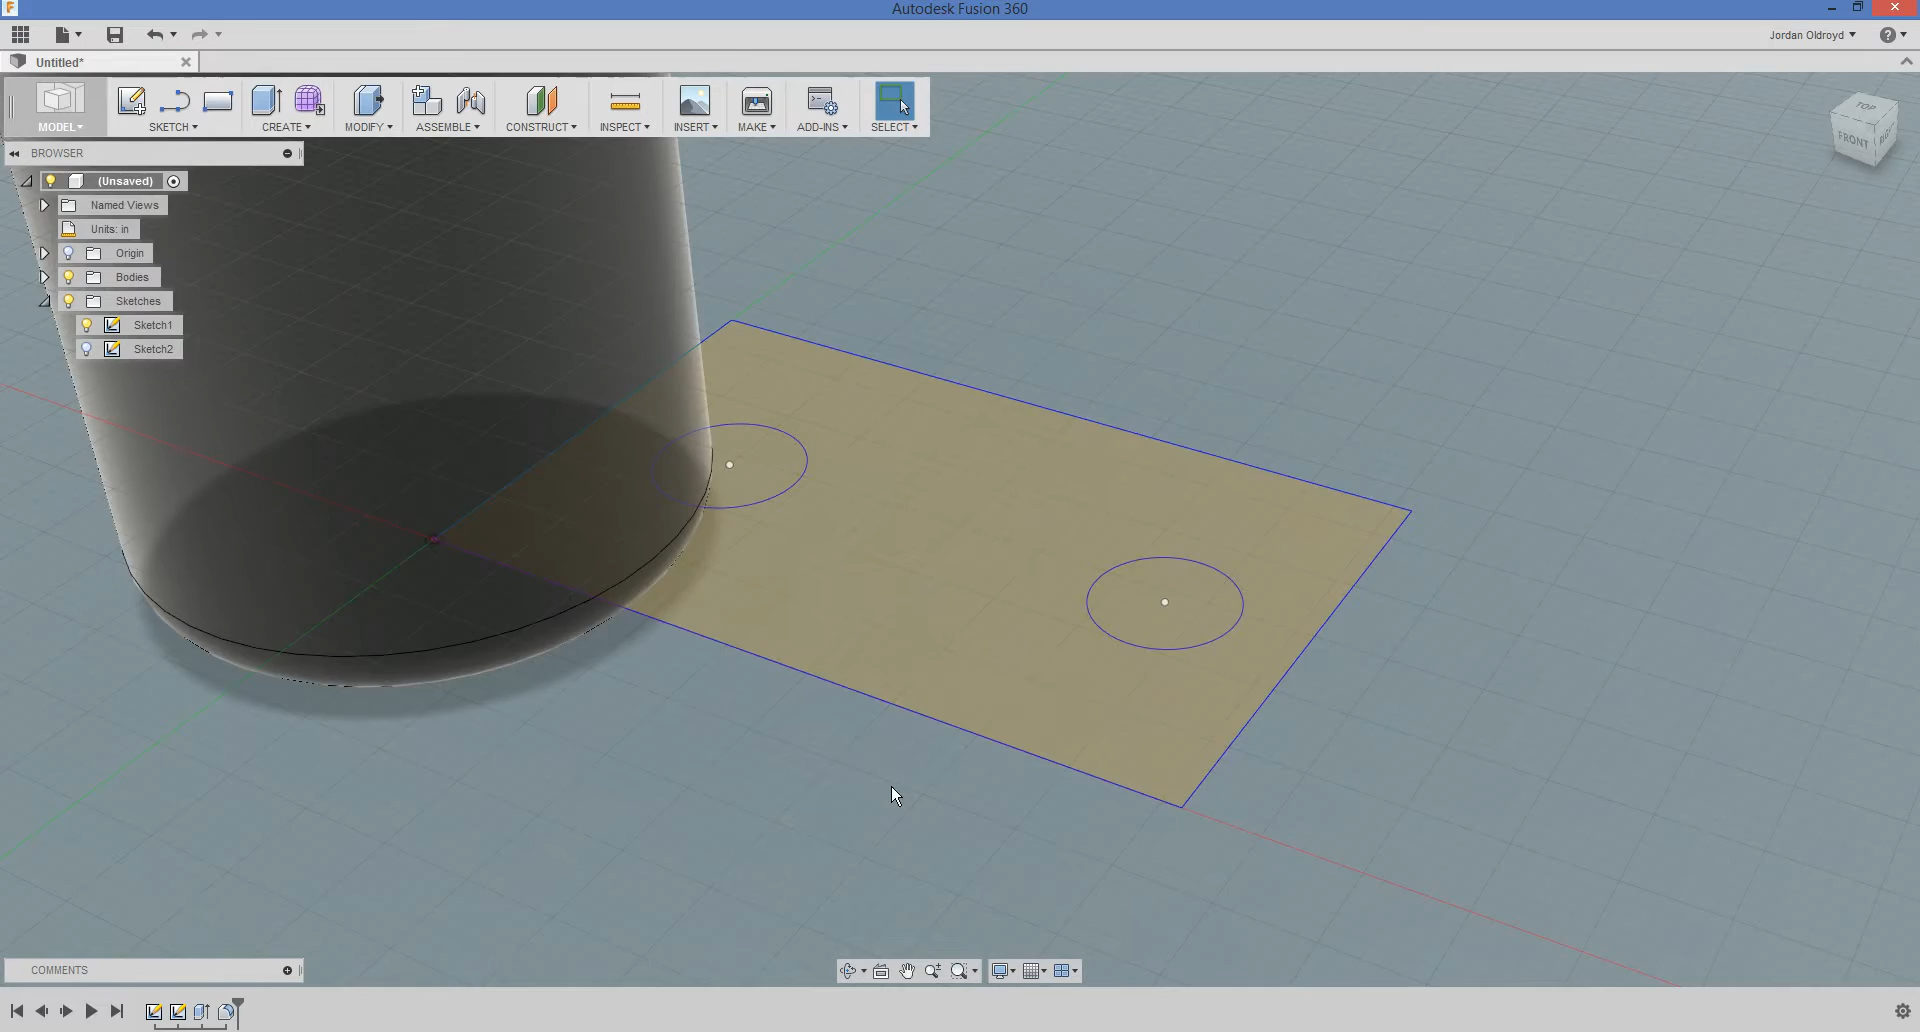 Autodesk Fusion 360
Jordan Oldroyd
Untitled*
MODEL
SKETCH
CREATE
MODIFY
ASSEMBLE
CONSTRUCT
INSPECT
INSERT
MAKE
ADD-INS
SELECT
TOP
FRONT
RIGHT
BROWSER
(Unsaved)
Named Views
Units: in
Origin
Bodies
Sketches
Sketch1
Sketch2
COMMENTS